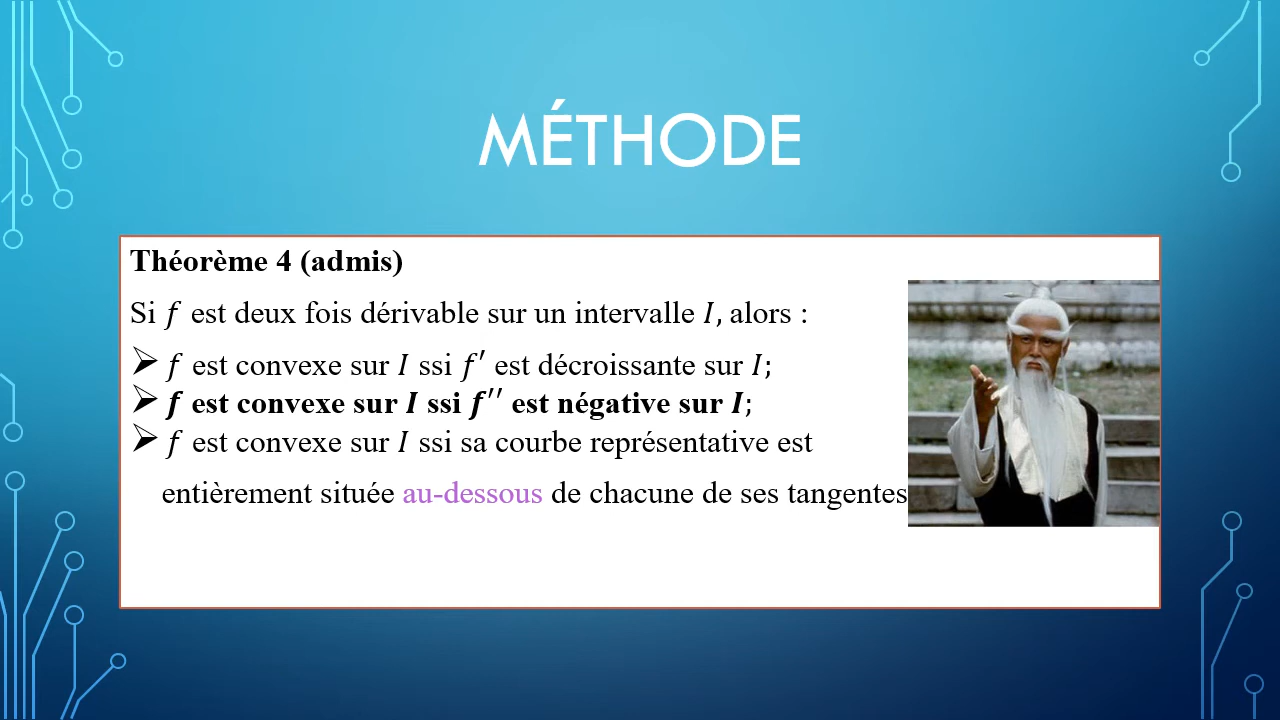 MÉTHODE
Théorème 4 (admis)
Si f est deux fois dérivable sur un intervalle I, alors :
➢ f est convexe sur I ssi f′ est décroissante sur I;
➢ f est convexe sur I ssi f′′ est négative sur I;
➢ f est convexe sur I ssi sa courbe représentative est
entièrement située au-dessous de chacune de ses tangentes